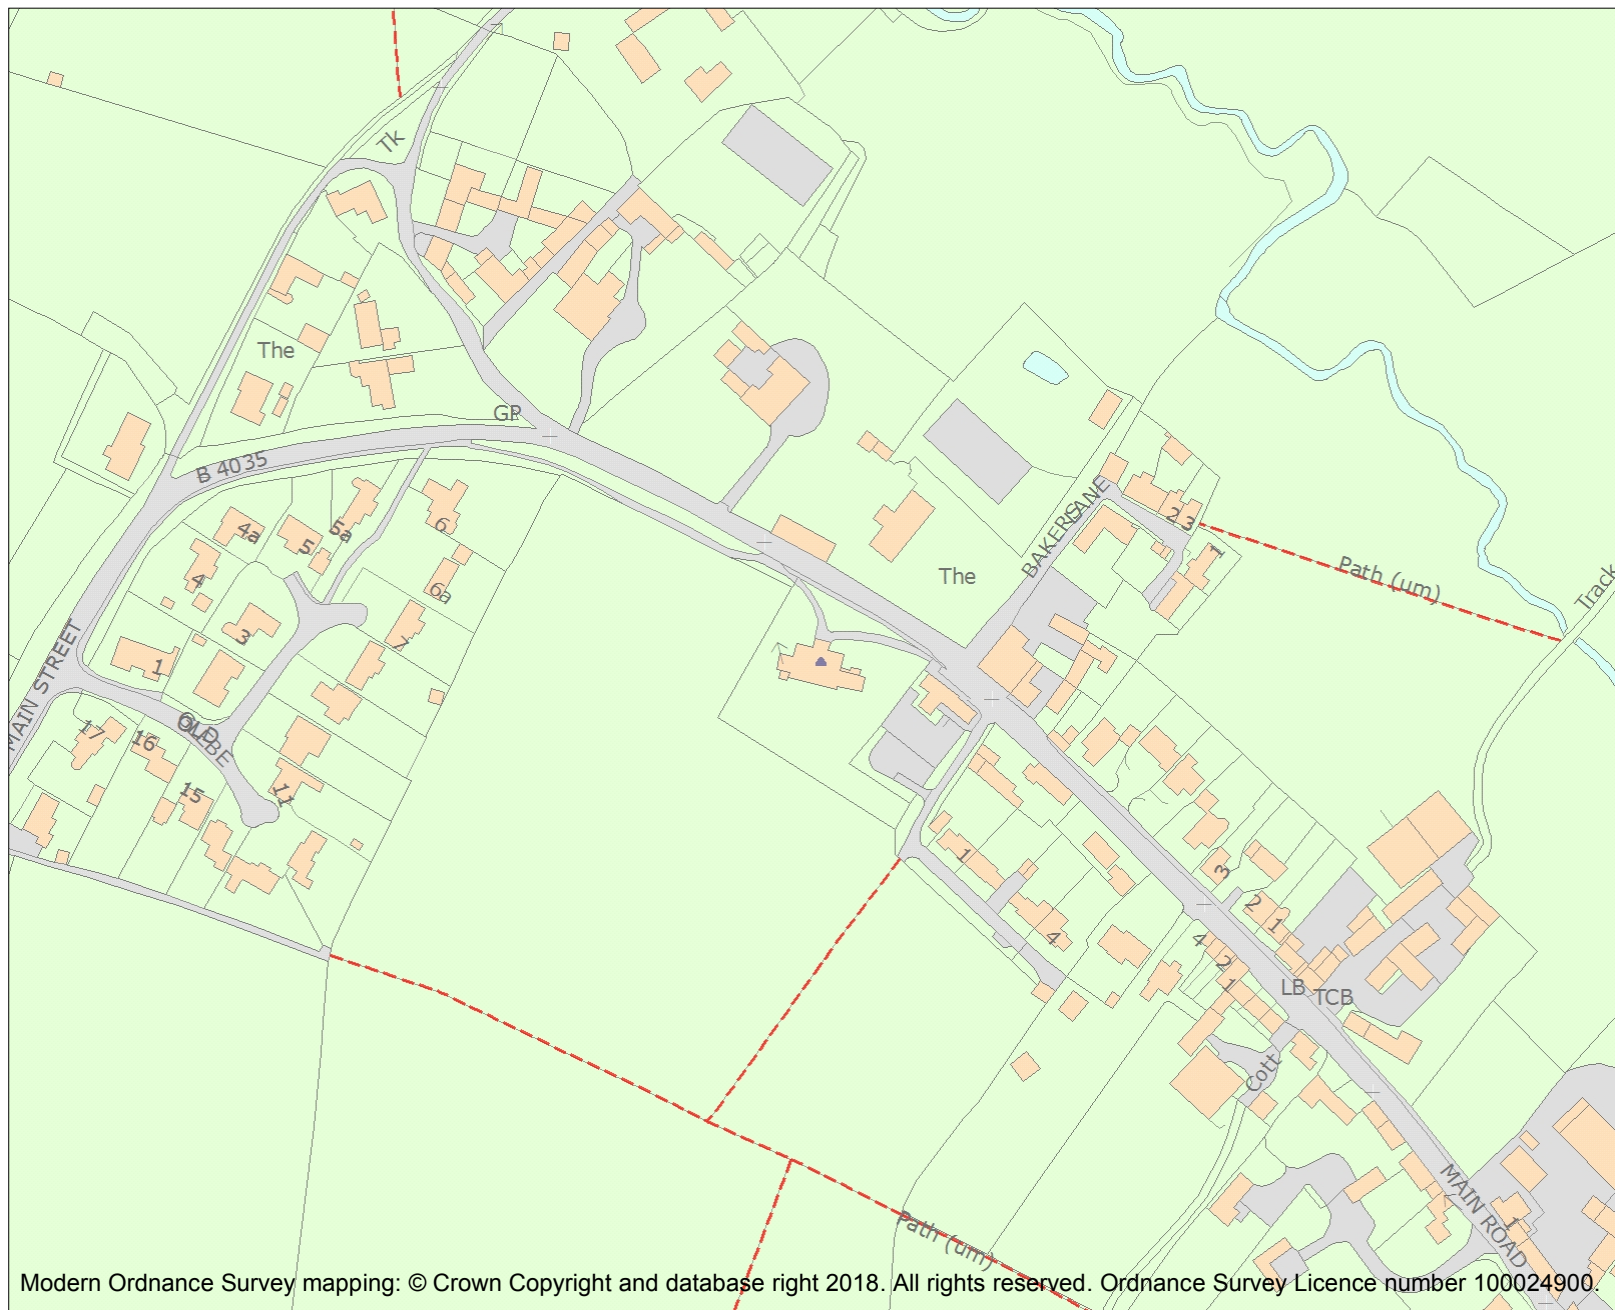 Tk
The
GP
B 4035
4a
5
5a
6
4
6a
3
7
1
MAIN STREET
OLD
GLEBE
17
16
15
11
The
BAKERS
LANE
2 3
1
Path (um)
Track
1
4
3
2
1
4
2
1
LB
TCB
Cott
MAIN ROAD
1
Path (um)
Modern Ordnance Survey mapping: © Crown Copyright and database right 2018. All rights reserved. Ordnance Survey Licence number 100024900.